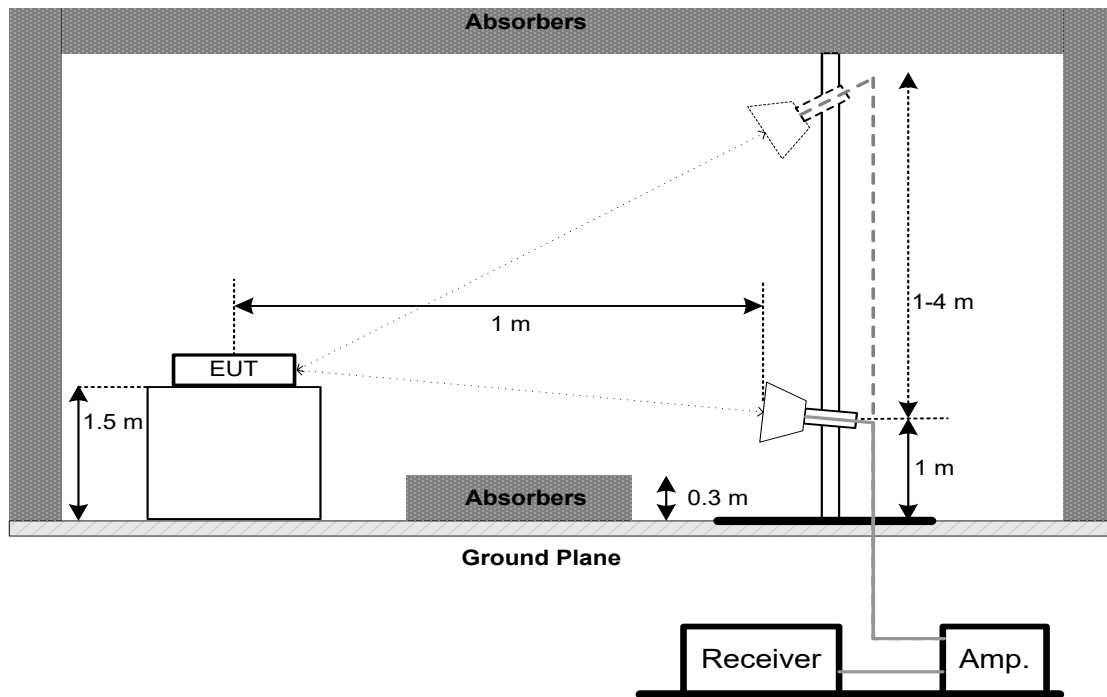 Absorbers
1-4 m
1 m
EUT
1.5 m
1 m
Absorbers
0.3 m
Ground Plane
Receiver
Amp.